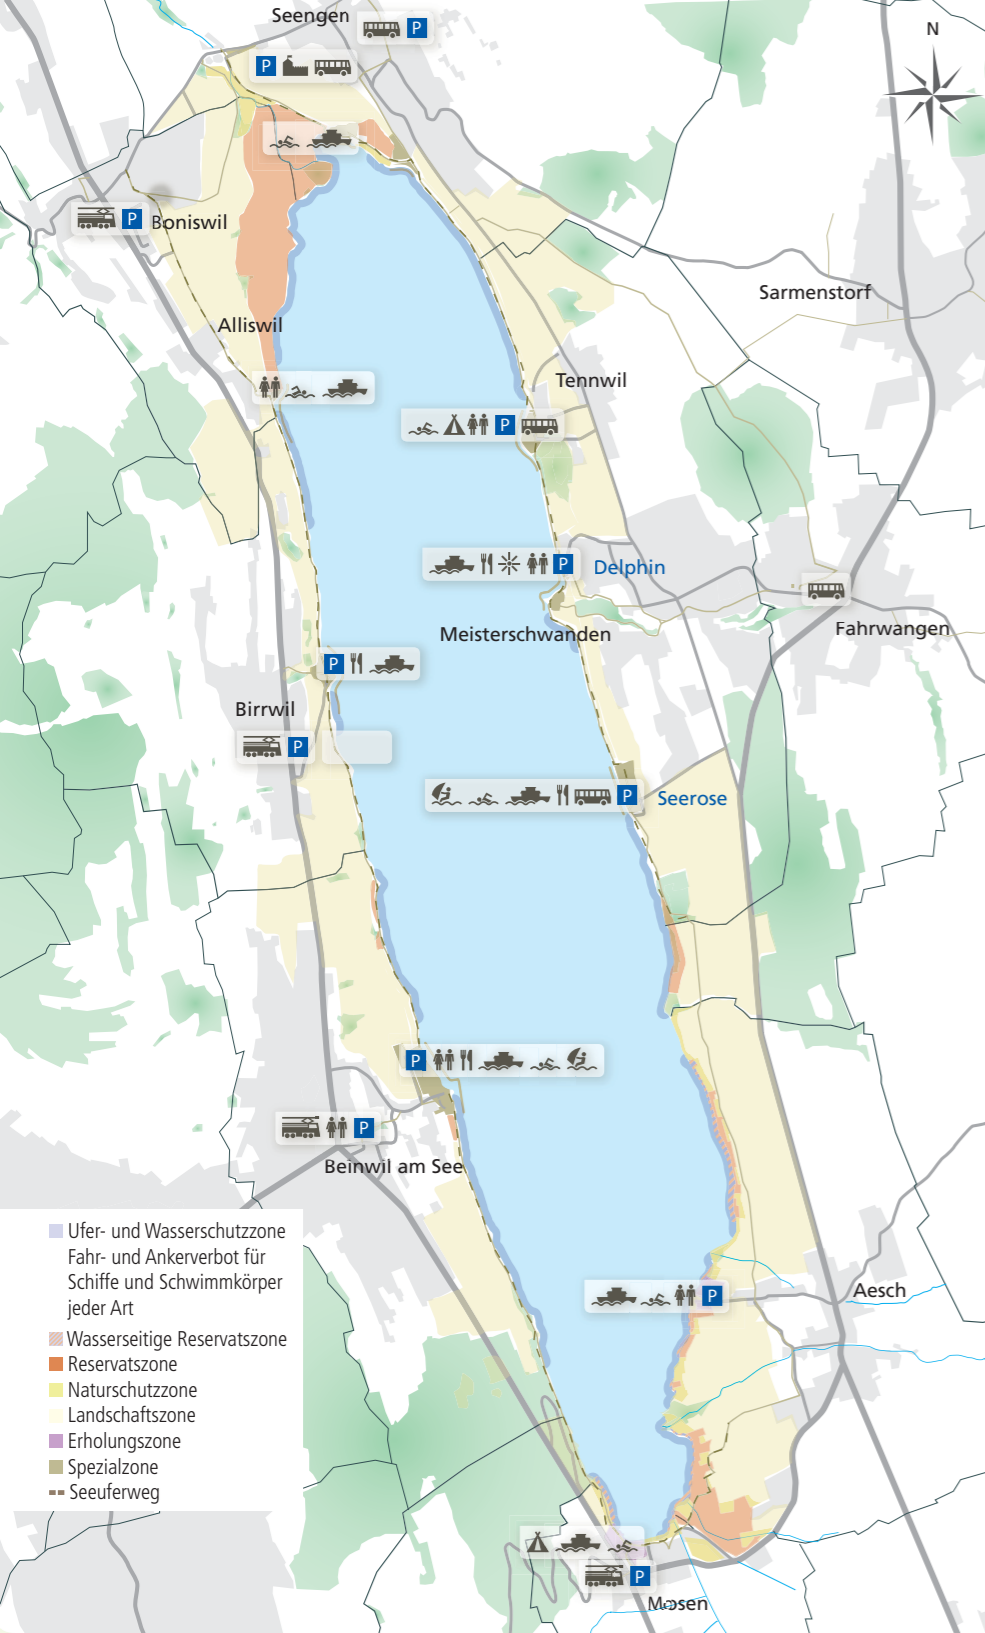 Seengen
P
P
N
P
Boniswil
Sarmenstorf
Alliswil
Tennwil
P
P
Delphin
Meisterschwanden
Fahrwangen
P
Birrwil
P
P
Seerose
P
P
Beinwil am See
Ufer- und Wasserschutzzone
Fahr- und Ankerverbot für
Schiffe und Schwimmkörper
jeder Art
Wasserseitige Reservatszone
Reservatszone
Naturschutzzone
Landschaftszone
Erholungszone
Spezialzone
Seeuferweg
P
Aesch
P
Mosen